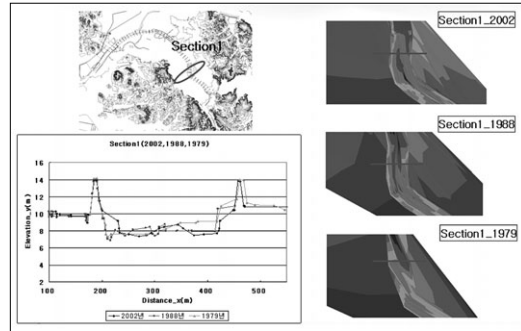 Section1
Section1_2002
Section1_1988
Section1_1979
Section1(2002,1988,1979)
Elevation_y(m)
16
14
12
10
8
6
4
2
100
200
300
400
500
Distance_x(m)
2002년
1988년
1979년